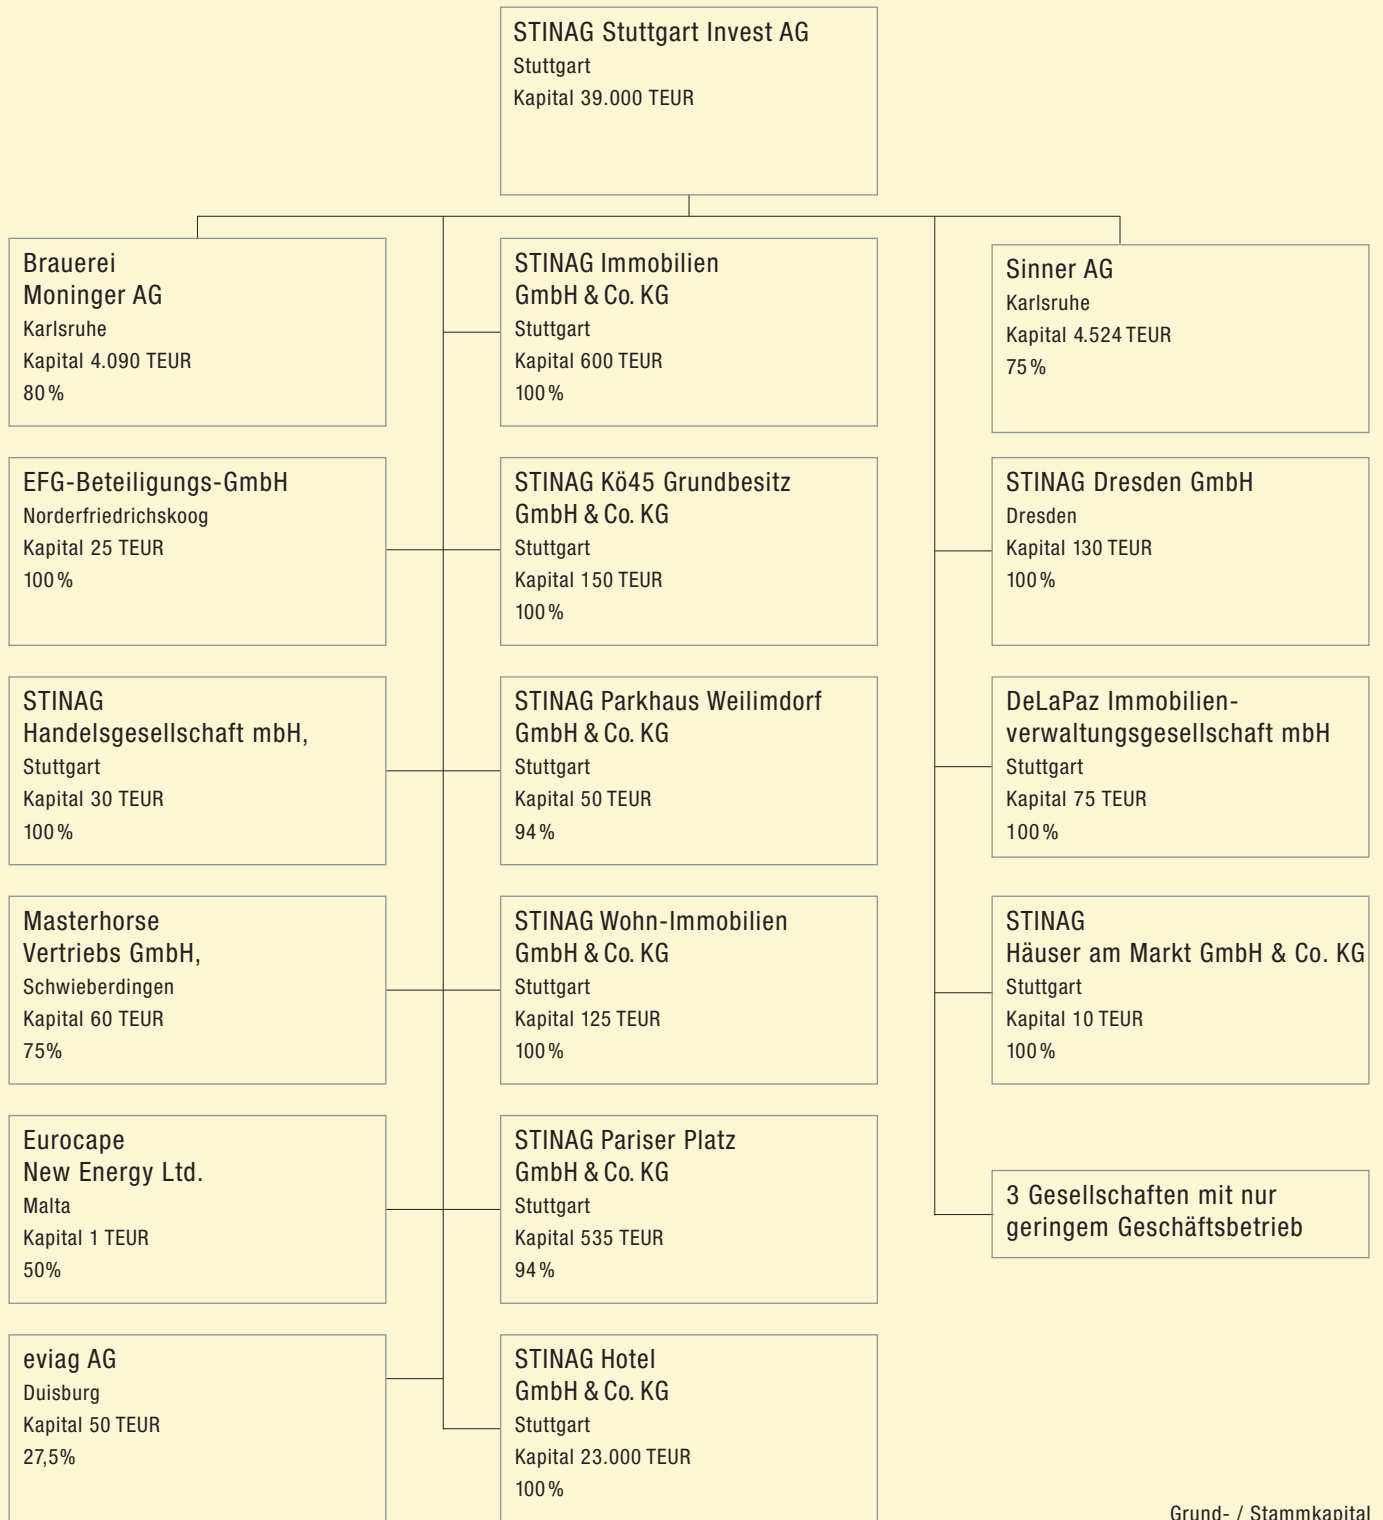 STINAG Stuttgart Invest AG
Stuttgart
Kapital 39.000 TEUR
Brauerei
Moninger AG
Karlsruhe
Kapital 4.090 TEUR
80 %
STINAG Immobilien
GmbH & Co. KG
Stuttgart
Kapital 600 TEUR
100 %
Sinner AG
Karlsruhe
Kapital 4.524 TEUR
75 %
EFG-Beteiligungs-GmbH
Norderfriedrichskoog
Kapital 25 TEUR
100 %
STINAG Kö45 Grundbesitz
GmbH & Co. KG
Stuttgart
Kapital 150 TEUR
100 %
STINAG Dresden GmbH
Dresden
Kapital 130 TEUR
100 %
STINAG
Handelsgesellschaft mbH,
Stuttgart
Kapital 30 TEUR
100 %
STINAG Parkhaus Weilimdorf
GmbH & Co. KG
Stuttgart
Kapital 50 TEUR
94 %
DeLaPaz Immobilien-
verwaltungsgesellschaft mbH
Stuttgart
Kapital 75 TEUR
100 %
Masterhorse
Vertriebs GmbH,
Schwieberdingen
Kapital 60 TEUR
75%
STINAG Wohn-Immobilien
GmbH & Co. KG
Stuttgart
Kapital 125 TEUR
100 %
STINAG
Häuser am Markt GmbH & Co. KG
Stuttgart
Kapital 10 TEUR
100 %
Eurocape
New Energy Ltd.
Malta
Kapital 1 TEUR
50%
STINAG Pariser Platz
GmbH & Co. KG
Stuttgart
Kapital 535 TEUR
94 %
3 Gesellschaften mit nur
geringem Geschäftsbetrieb
eviag AG
Duisburg
Kapital 50 TEUR
27,5%
STINAG Hotel
GmbH & Co. KG
Stuttgart
Kapital 23.000 TEUR
100 %
Grund- / Stammkapital